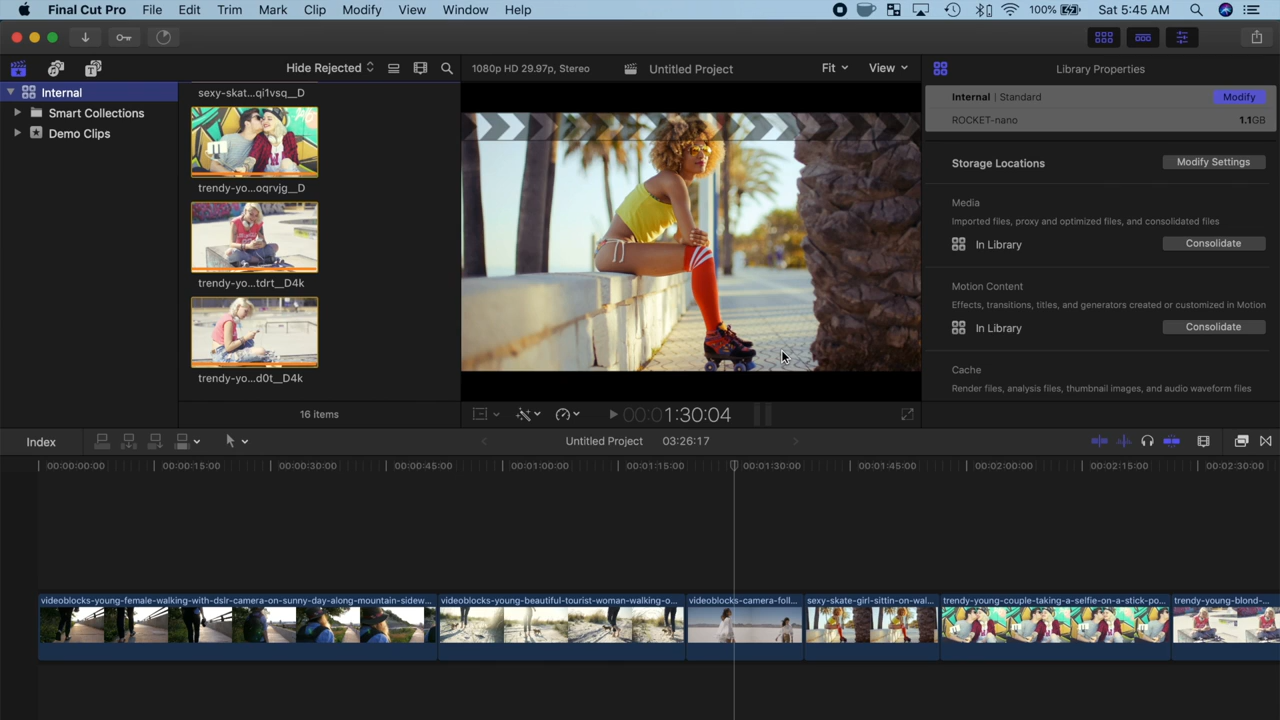 Final Cut Pro File Edit Trim Mark Clip Modify View Window Help 100% Sat 5:45 AM
Hide Rejected 1080p HD 29.97p, Stereo Untitled Project Fit View Library Properties
Internal
Smart Collections
Demo Clips
sexy-skat...qi1vsq__D
trendy-yo...oqrvjg__D
trendy-yo...tdrt__D4k
trendy-yo...d0t__D4k
16 items
00:01:30:04
Internal | Standard Modify
ROCKET-nano 1.1GB
Storage Locations Modify Settings
Media
Imported files, proxy and optimized files, and consolidated files
In Library Consolidate
Motion Content
Effects, transitions, titles, and generators created or customized in Motion
In Library Consolidate
Cache
Render files, analysis files, thumbnail images, and audio waveform files
Index Untitled Project 03:26:17
00:00:00:00 00:00:15:00 00:00:30:00 00:00:45:00 00:01:00:00 00:01:15:00 00:01:30:00 00:01:45:00 00:02:00:00 00:02:15:00 00:02:30:00
videoblocks-young-female-walking-with-dslr-camera-on-sunny-day-along-mountain-sidew... videoblocks-young-beautiful-tourist-woman-walking-o... videoblocks-camera-foll... sexy-skate-girl-sittin-on-wal... trendy-young-couple-taking-a-selfie-on-a-stick-po... trendy-young-blond-...